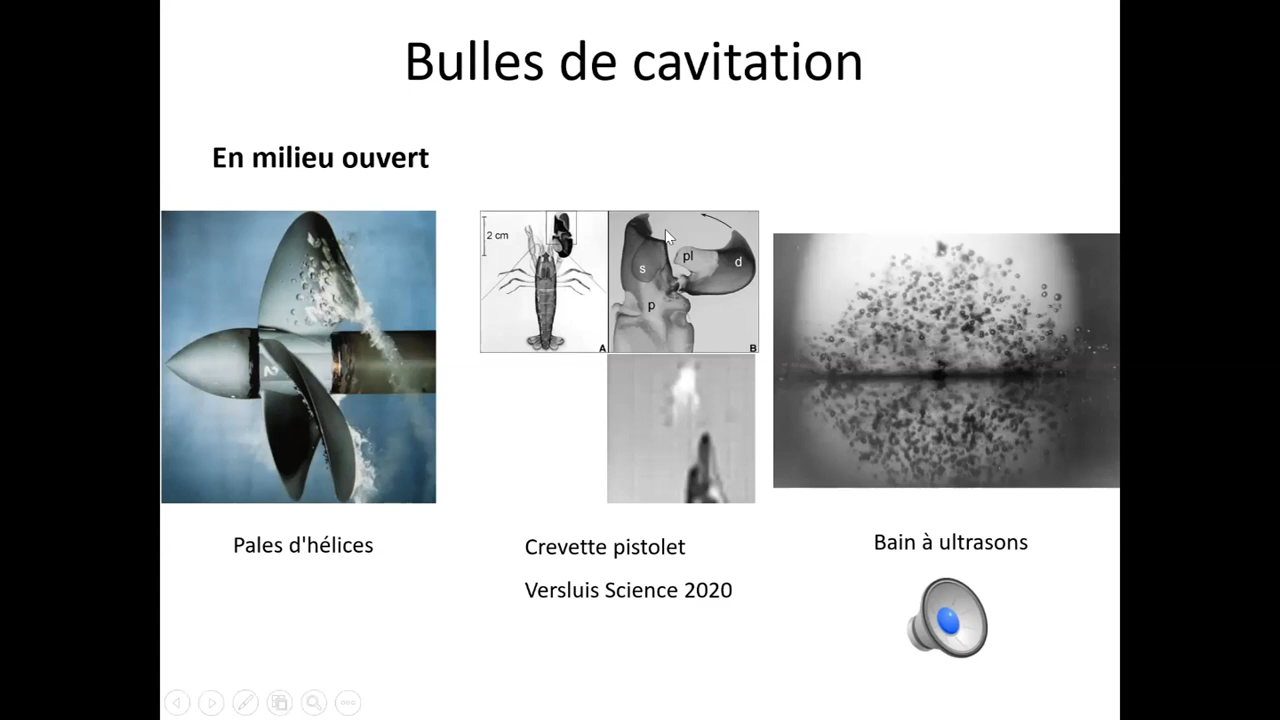 Bulles de cavitation
En milieu ouvert
2 cm
A
s
pl
d
p
B
Pales d'hélices
Crevette pistolet
Versluis Science 2020
Bain à ultrasons